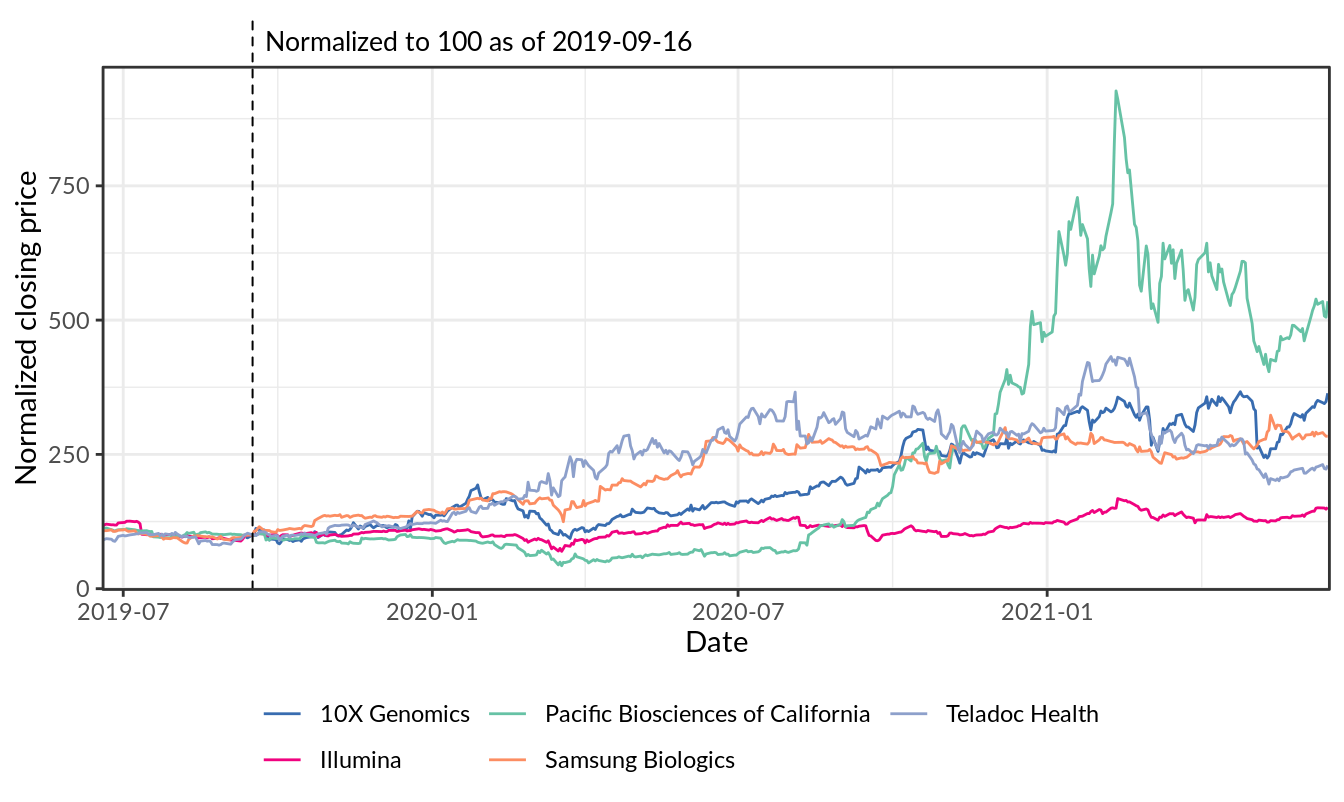 Normalized to 100 as of 2019-09-16
Normalized closing price
750
500
250
0
2019-07 2020-01 2020-07 2021-01
Date
10X Genomics Pacific Biosciences of California Teladoc Health
Illumina Samsung Biologics